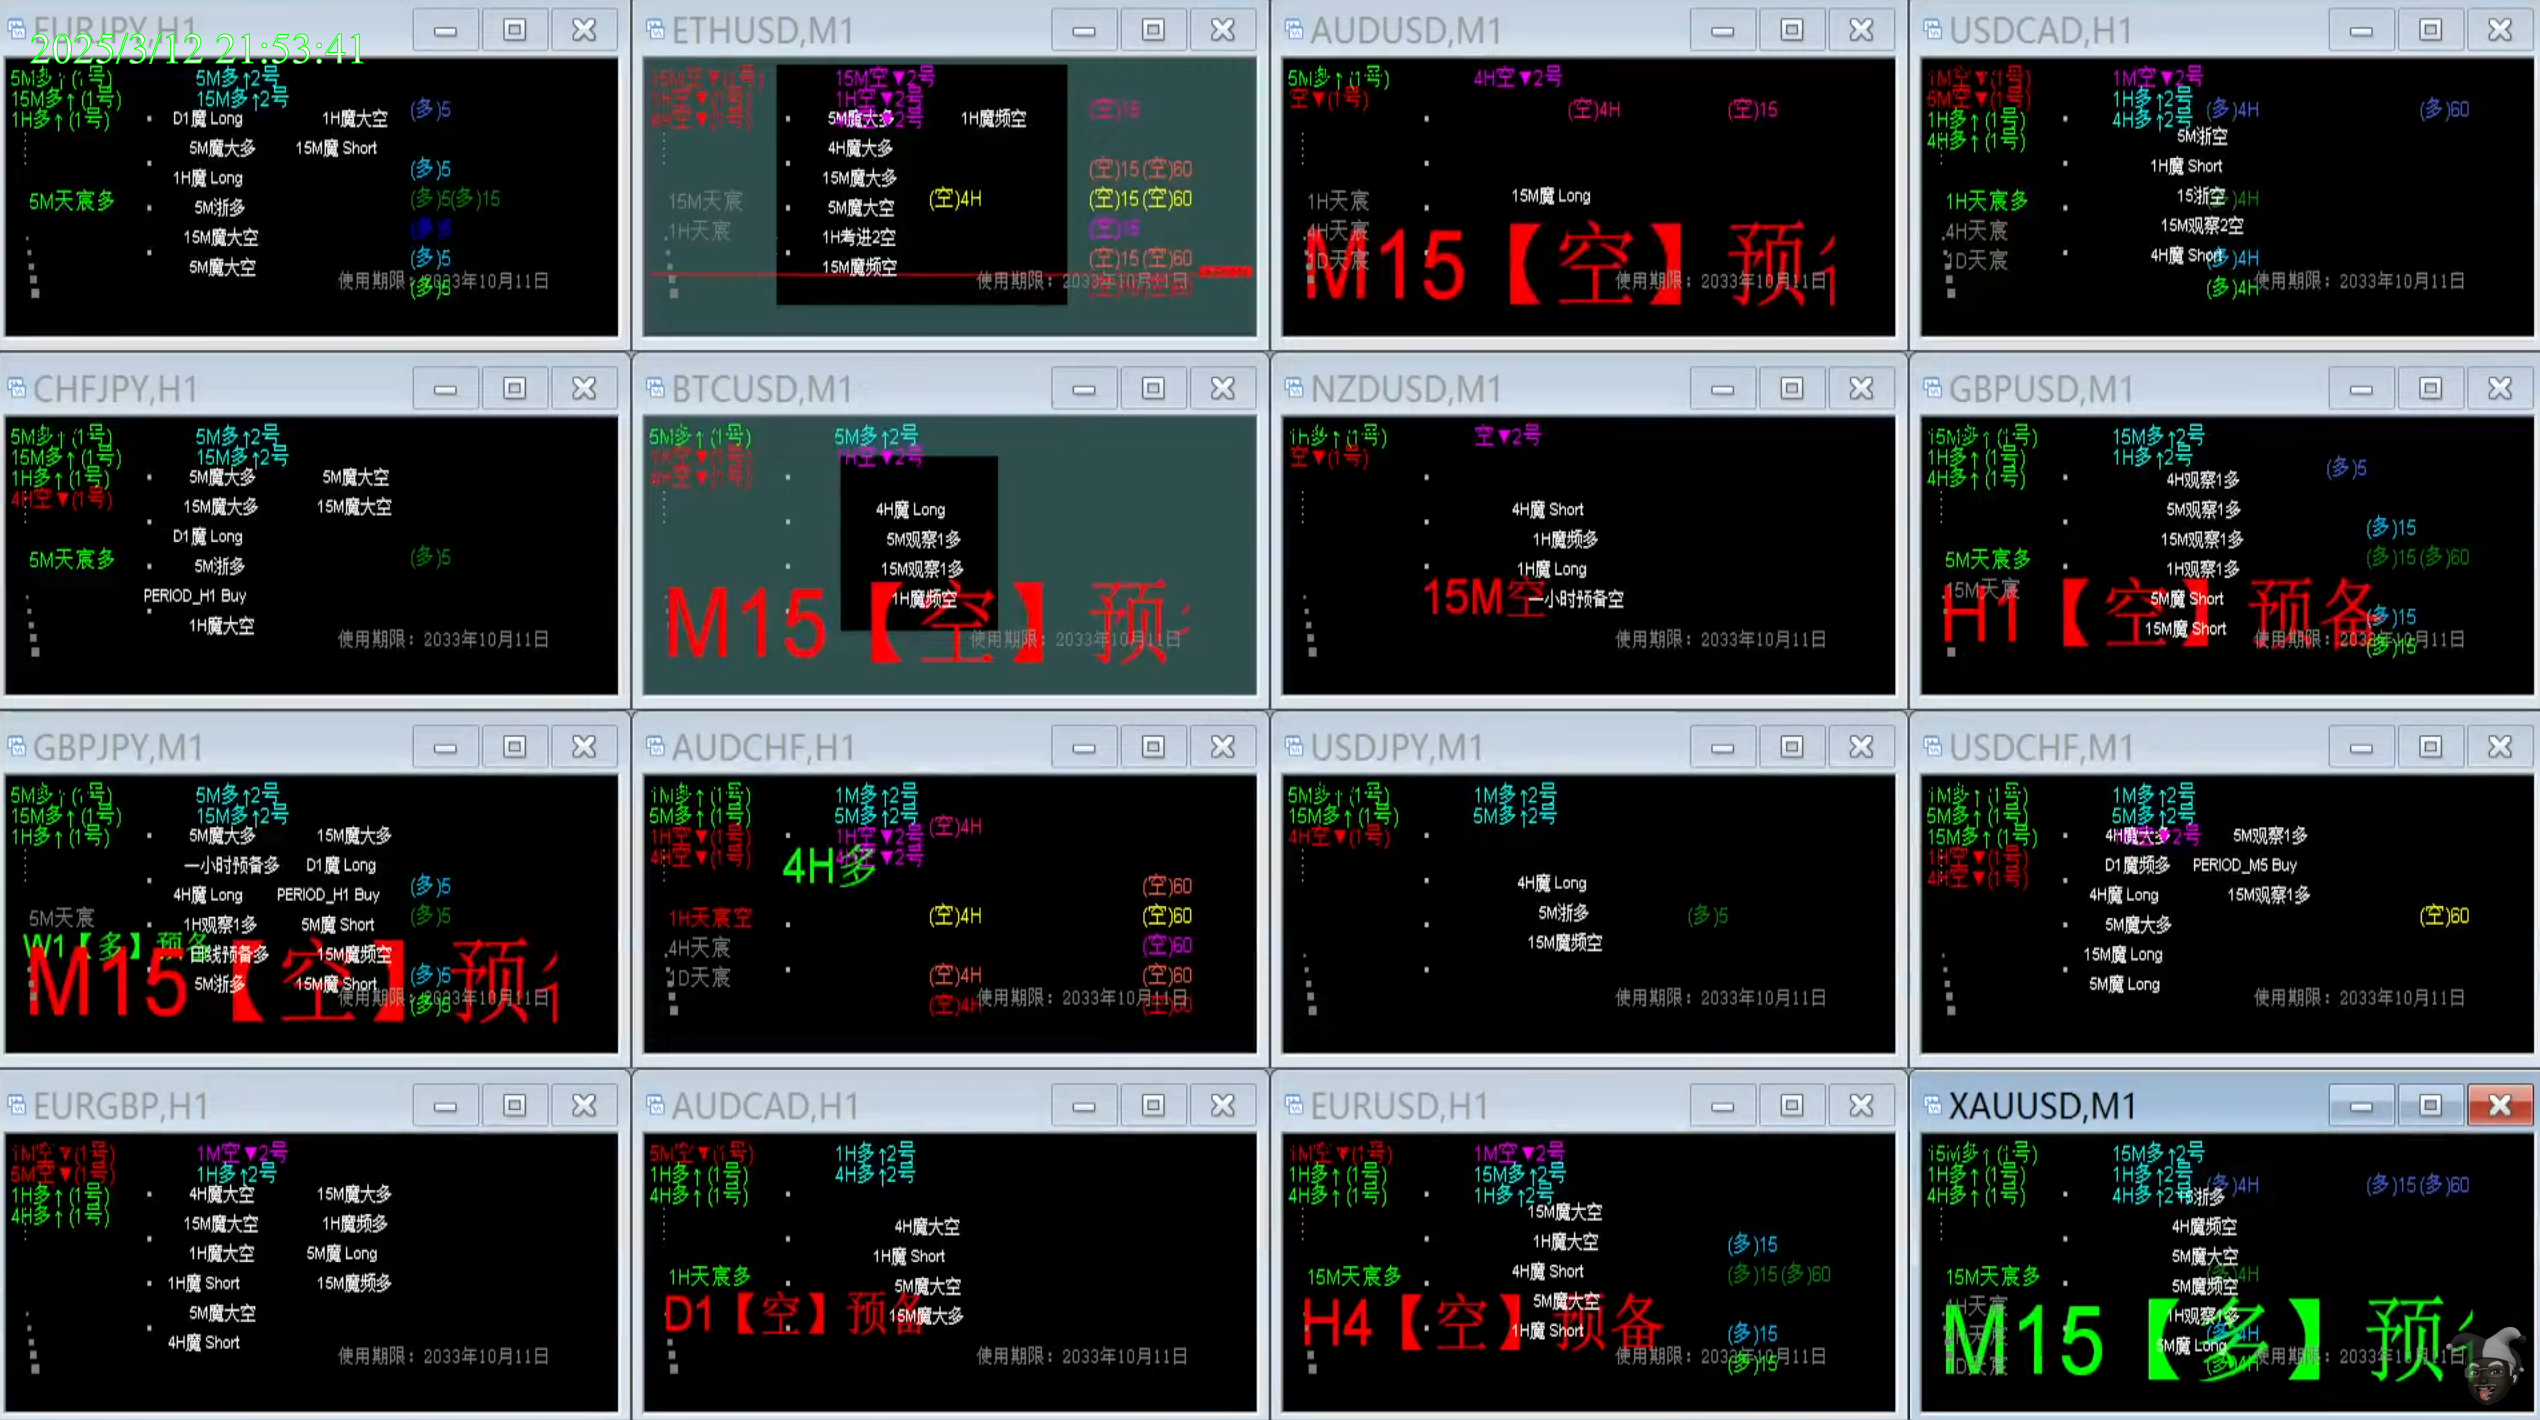 EURJPY,H1
2025/3/12 21:53:41
5M多↑(1号) 5M多↑2号
15M多↑(1号) 15M多↑2号
1H多↑(1号) D1魔 Long 1H魔大空 (多)5
5M魔大多 15M魔 Short
(多)5
1H魔 Long
5M天宸多 5M浙多 (多)5(多)15
(多)5
15M魔大空
5M魔大空 (多)5
使用期限：2033年10月11日
(多)5
ETHUSD,M1
15M空▼(1号) 15M空▼2号
1H空▼(1号) 1H空▼2号
4H空▼(1号) 5M魔大多 1H魔频空 (空)15
4H魔大多
15M魔大多 (空)15(空)60
15M天宸 5M魔大空 (空)4H (空)15(空)60
1H天宸 1H考进2空 (空)15
15M魔频空 (空)15(空)60
使用期限：2033年10月11日
AUDUSD,M1
5M多↑(1号) 4H空▼2号
空▼(1号) (空)4H (空)15
1H天宸 15M魔 Long
4H天宸
1D天宸
M15【空】预
使用期限：2033年10月11日
USDCAD,H1
1M空▼(1号) 1M空▼2号
5M空▼(1号) 1H多↑2号
1H多↑(1号) 4H多↑2号 (多)4H (多)60
4H多↑(1号) 5M浙空
1H魔 Short
1H天宸多 15浙空 4H
4H天宸 15M观察2空
1D天宸 4H魔 Short (多)4H
使用期限：2033年10月11日
(多)4H
CHFJPY,H1
5M多↑(1号) 5M多↑2号
15M多↑(1号) 15M多↑2号
1H多↑(1号) 5M魔大多 5M魔大空
4H空▼(1号) 15M魔大多 15M魔大空
D1魔 Long
5M天宸多 5M浙多 (多)5
PERIOD_H1 Buy
1H魔大空
使用期限：2033年10月11日
BTCUSD,M1
5M多↑(1号) 5M多↑2号
1H空▼(1号) 1H空▼2号
4H空▼(1号)
4H魔 Long
5M观察1多
15M观察1多
1H魔频空
M15【空】预
使用期限：2033年10月11日
NZDUSD,M1
1H多↑(1号) 空▼2号
空▼(1号)
4H魔 Short
1H魔频多
1H魔 Long
15M空 一小时预备空
使用期限：2033年10月11日
GBPUSD,M1
15M多↑(1号) 15M多↑2号
1H多↑(1号) 1H多↑2号
4H多↑(1号) 4H观察1多 (多)5
5M观察1多
15M观察1多 (多)15
5M天宸多 1H观察1多 (多)15(多)60
15M天宸 5M魔 Short
H1【空】预备 (多)15
15M魔 Short
使用期限：2033年10月11日
(多)15
GBPJPY,M1
5M多↑(1号) 5M多↑2号
15M多↑(1号) 15M多↑2号
1H多↑(1号) 5M魔大多 15M魔大多
一小时预备多 D1魔 Long
4H魔 Long PERIOD_H1 Buy (多)5
5M天宸 1H观察1多 5M魔 Short (多)5
W1【多】预备 日线预备多 15M魔频空
M15【空】预
5M浙多 15M魔 Short (多)5
使用期限：2033年10月11日
(多)5
AUDCHF,H1
1M多↑(1号) 1M多↑2号
5M多↑(1号) 5M多↑2号
1H空▼(1号) 1H空▼2号 (空)4H
4H空▼(1号) 4H空▼2号
4H多
(空)60
1H天宸空 (空)4H (空)60
4H天宸 (空)60
1D天宸 (空)4H (空)60
(空)4H 使用期限：2033年10月11日 (空)60
USDJPY,M1
5M多↑(1号) 1M多↑2号
15M多↑(1号) 5M多↑2号
4H空▼(1号)
4H魔 Long
5M浙多 (多)5
15M魔频空
使用期限：2033年10月11日
USDCHF,M1
1M多↑(1号) 1M多↑2号
5M多↑(1号) 5M多↑2号
15M多↑(1号) 4H魔大多 ▼2号 5M观察1多
1H空▼(1号) D1魔频多 PERIOD_M5 Buy
4H空▼(1号) 4H魔 Long 15M观察1多
5M魔大多 (空)60
15M魔 Long
5M魔 Long
使用期限：2033年10月11日
EURGBP,H1
1M空▼(1号) 1M空▼2号
5M空▼(1号) 1H多↑2号
1H多↑(1号) 4H魔大空 15M魔大多
4H多↑(1号) 15M魔大空 1H魔频多
1H魔大空 5M魔 Long
1H魔 Short 15M魔频多
5M魔大空
4H魔 Short
使用期限：2033年10月11日
AUDCAD,H1
5M空▼(1号) 1H多↑2号
1H多↑(1号) 4H多↑2号
4H多↑(1号)
4H魔大空
1H魔 Short
1H天宸多 5M魔大空
D1【空】预备 15M魔大多
使用期限：2033年10月11日
EURUSD,H1
1M空▼(1号) 1M空▼2号
1H多↑(1号) 15M多↑2号
4H多↑(1号) 1H多↑2号
15M魔大空
1H魔大空 (多)15
15M天宸多 4H魔 Short (多)15(多)60
5M魔大空
H4【空】预备
1H魔 Short (多)15
使用期限：2033年10月11日
(多)15
XAUUSD,M1
15M多↑(1号) 15M多↑2号
1H多↑(1号) 1H多↑2号
4H多↑(1号) 4H多↑2号 15浙多 (多)4H (多)15(多)60
4H魔频空
5M魔大空
15M天宸多 5M魔频空 4H
4H天宸 1H观察1多
M15【多】预
5M魔 Long
1D天宸 (多)4H 使用期限：2033年10月11日